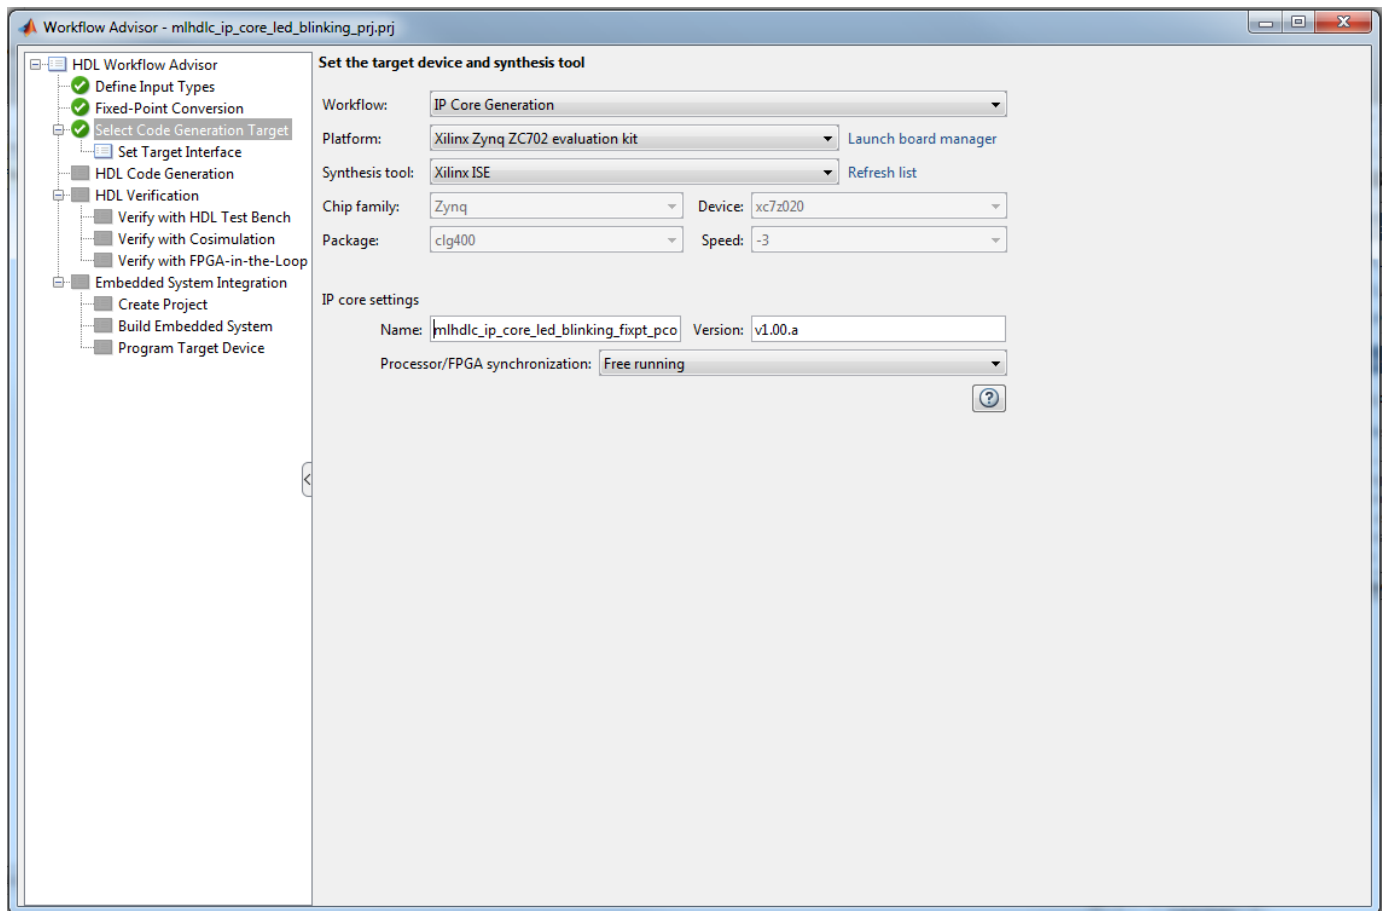 Workflow Advisor - mlhdlc_ip_core_led_blinking_prj.prj
HDL Workflow Advisor
Define Input Types
Fixed-Point Conversion
Select Code Generation Target
Set Target Interface
HDL Code Generation
HDL Verification
Verify with HDL Test Bench
Verify with Cosimulation
Verify with FPGA-in-the-Loop
Embedded System Integration
Create Project
Build Embedded System
Program Target Device
Set the target device and synthesis tool
Workflow: IP Core Generation
Platform: Xilinx Zynq ZC702 evaluation kit Launch board manager
Synthesis tool: Xilinx ISE Refresh list
Chip family: Zynq Device: xc7z020
Package: clg400 Speed: -3
IP core settings
Name: mlhdlc_ip_core_led_blinking_fixpt_pco Version: v1.00.a
Processor/FPGA synchronization: Free running